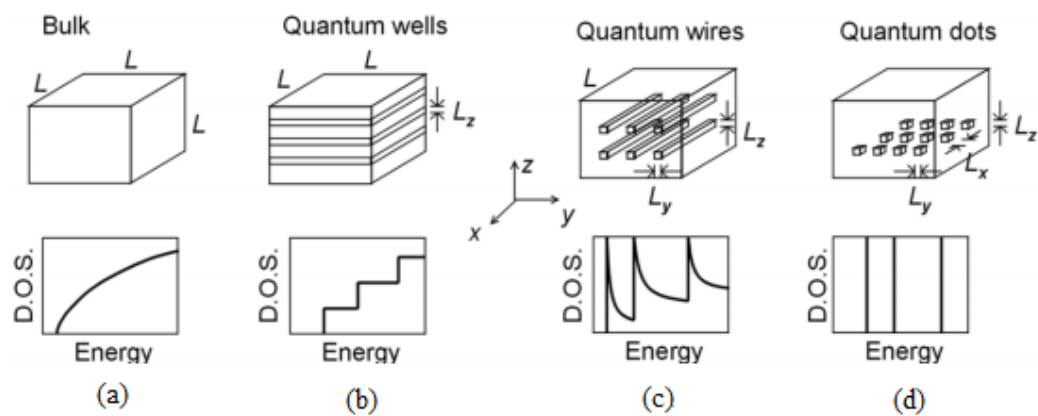 Bulk
Quantum wells
Quantum wires
Quantum dots
L
L
L
L
L
L_z
L
L_z
L_y
L_z
L_x
L_y
z
y
x
D.O.S.
Energy
D.O.S.
Energy
D.O.S.
Energy
D.O.S.
Energy
(a)
(b)
(c)
(d)